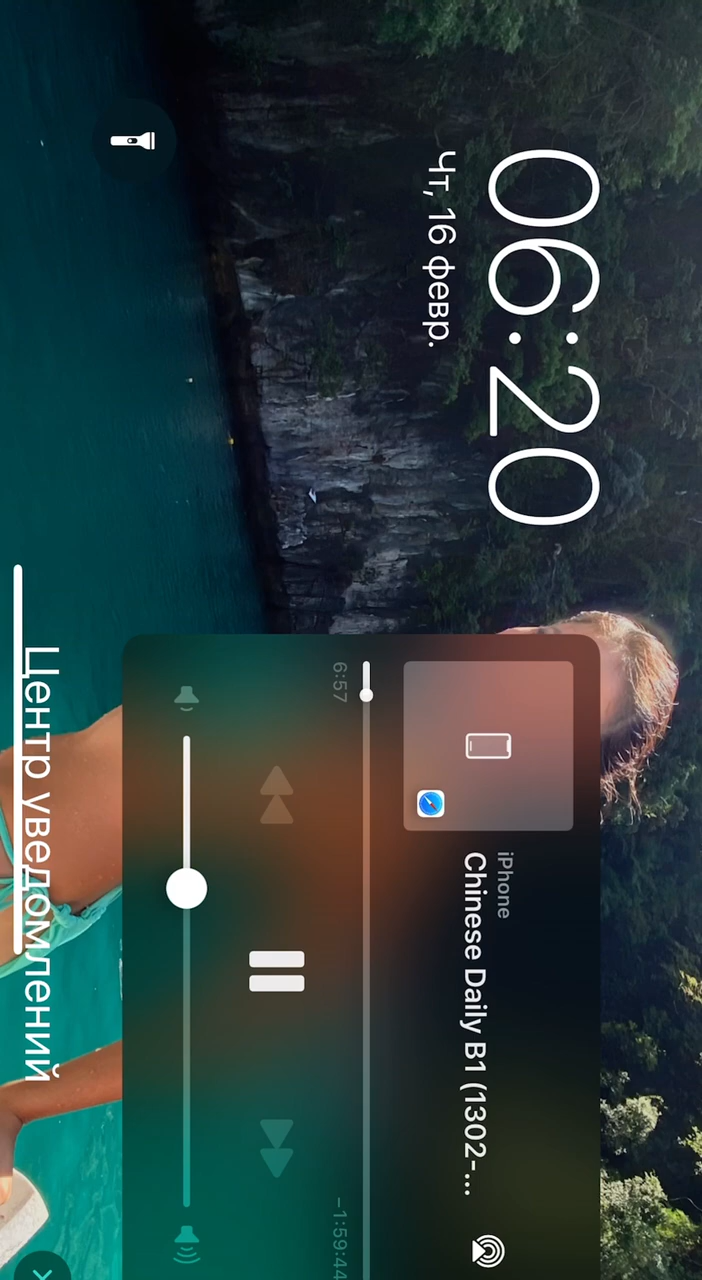 06:20
Чт, 16 февр.
iPhone
Chinese Daily B1 (1302-...
6:57
-1:59:44
Центр уведомлений